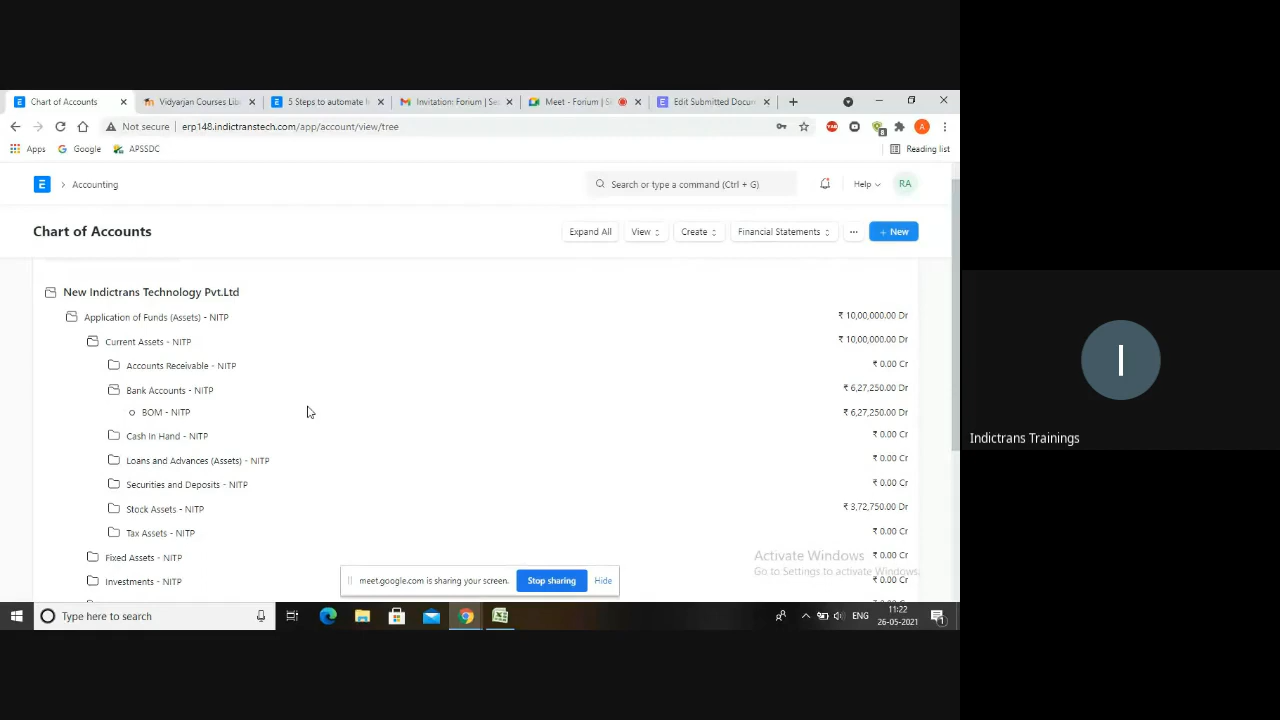 Chart of Accounts
Vidyarjan Courses Lib
5 Steps to automate
Invitation: Forium | Se
Meet - Forium | S
Edit Submitted Docu
Not secure erp148.indictranstech.com/app/account/view/tree
Apps Google APSSDC Reading list
E Accounting Search or type a command (Ctrl + G) Help RA
Chart of Accounts Expand All View Create Financial Statements ... + New
New Indictrans Technology Pvt.Ltd
Application of Funds (Assets) - NITP ₹ 10,00,000.00 Dr
Current Assets - NITP ₹ 10,00,000.00 Dr
Accounts Receivable - NITP ₹ 0.00 Cr
Bank Accounts - NITP ₹ 6,27,250.00 Dr
BOM - NITP ₹ 6,27,250.00 Dr
Cash In Hand - NITP ₹ 0.00 Cr
Loans and Advances (Assets) - NITP ₹ 0.00 Cr
Securities and Deposits - NITP ₹ 0.00 Cr
Stock Assets - NITP ₹ 3,72,750.00 Dr
Tax Assets - NITP ₹ 0.00 Cr
Fixed Assets - NITP ₹ 0.00 Cr
Investments - NITP ₹ 0.00 Cr
Activate Windows
Go to Settings to activate Windows.
meet.google.com is sharing your screen. Stop sharing Hide
Type here to search
ENG
11:22
26-05-2021
I
Indictrans Trainings